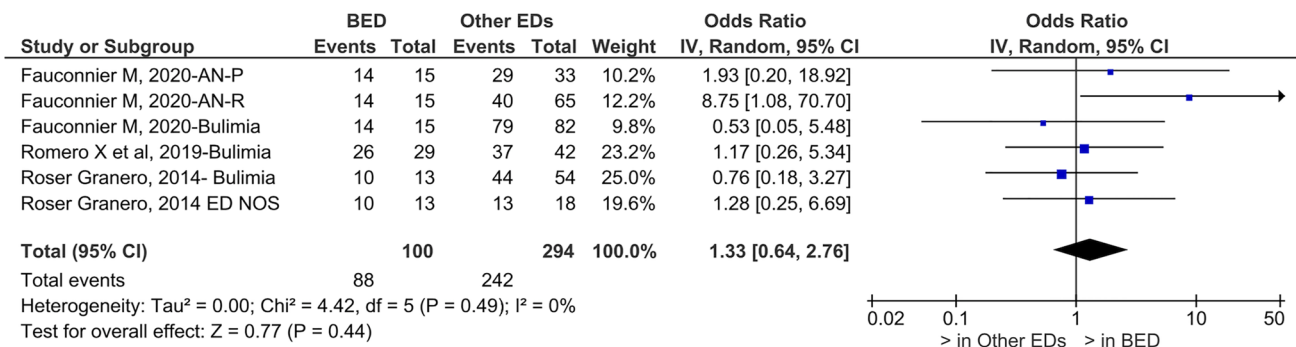 BED Other EDs Odds Ratio Odds Ratio
Study or Subgroup Events Total Events Total Weight IV, Random, 95% CI IV, Random, 95% CI
Fauconnier M, 2020-AN-P 14 15 29 33 10.2% 1.93 [0.20, 18.92]
Fauconnier M, 2020-AN-R 14 15 40 65 12.2% 8.75 [1.08, 70.70]
Fauconnier M, 2020-Bulimia 14 15 79 82 9.8% 0.53 [0.05, 5.48]
Romero X et al, 2019-Bulimia 26 29 37 42 23.2% 1.17 [0.26, 5.34]
Roser Granero, 2014- Bulimia 10 13 44 54 25.0% 0.76 [0.18, 3.27]
Roser Granero, 2014 ED NOS 10 13 13 18 19.6% 1.28 [0.25, 6.69]
Total (95% CI) 100 294 100.0% 1.33 [0.64, 2.76]
Total events 88 242
Heterogeneity: Tau² = 0.00; Chi² = 4.42, df = 5 (P = 0.49); I² = 0%
Test for overall effect: Z = 0.77 (P = 0.44)
0.02 0.1 1 10 50
> in Other EDs > in BED